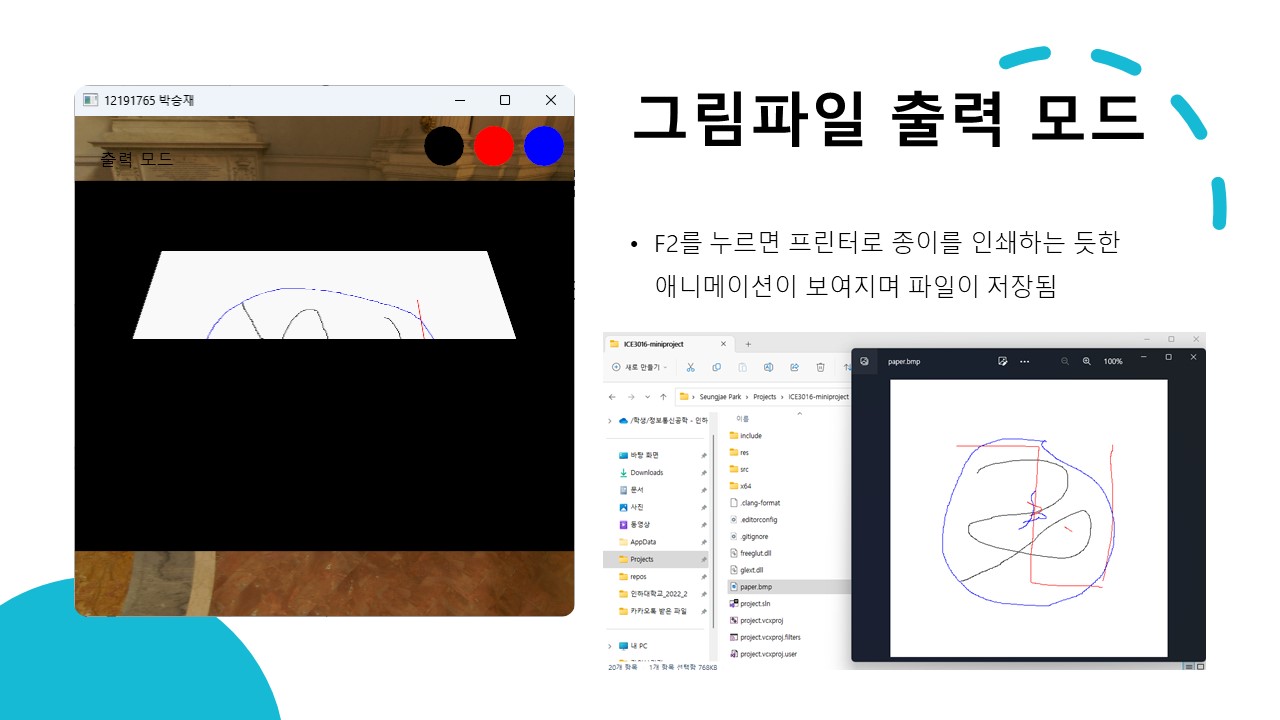 12191765 박승재
출력 모드
그림파일 출력 모드
• F2를 누르면 프린터로 종이를 인쇄하는 듯한
애니메이션이 보여지며 파일이 저장됨
ICE3016-miniproject
새로 만들기
Seungjae Park > Projects > ICE3016-miniproject
/학생/정보통신공학 - 인하
바탕 화면
Downloads
문서
사진
동영상
AppData
Projects
repos
인하대학교_2022_2
카카오톡 받은 파일
내 PC
이름
include
res
src
x64
.clang-format
.editorconfig
.gitignore
freeglut.dll
glext.dll
paper.bmp
project.sln
project.vcxproj
project.vcxproj.filters
project.vcxproj.user
20개 항목 1개 항목 선택함 768KB
paper.bmp
100%